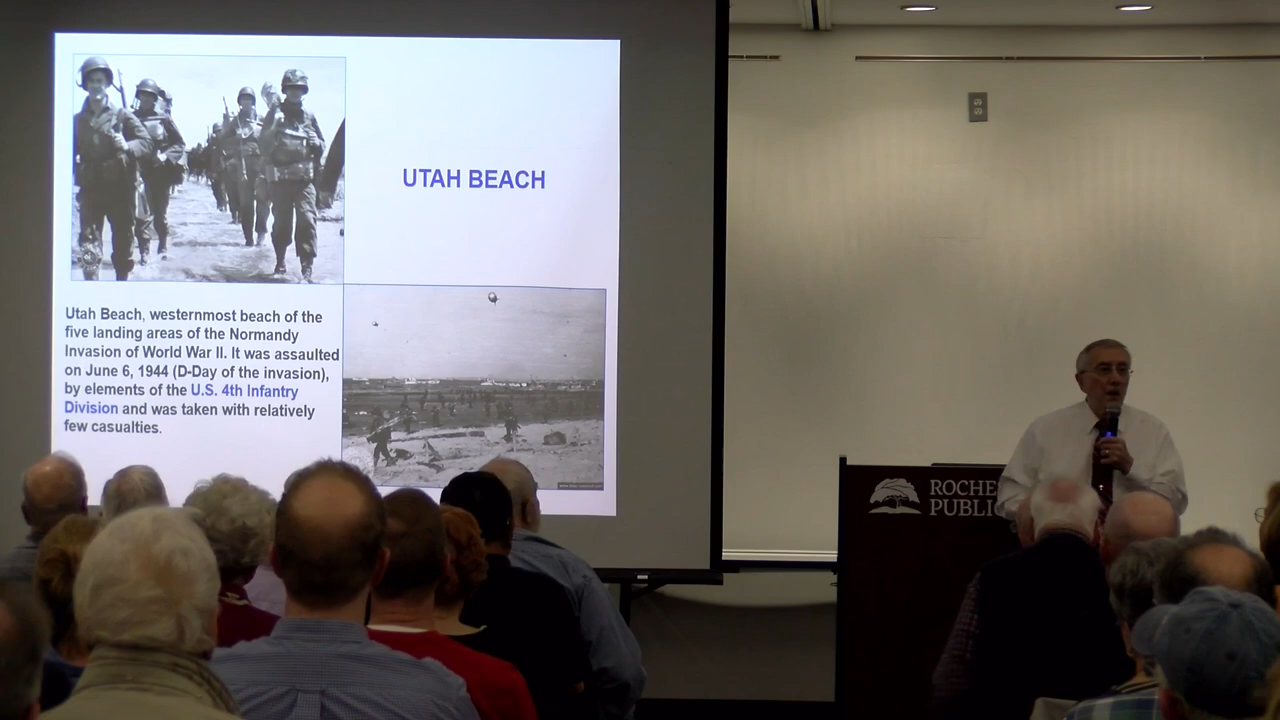 UTAH BEACH
Utah Beach, westernmost beach of the
five landing areas of the Normandy
Invasion of World War II. It was assaulted
on June 6, 1944 (D-Day of the invasion),
by elements of the U.S. 4th Infantry
Division and was taken with relatively
few casualties.
ROCHE
PUBLIC